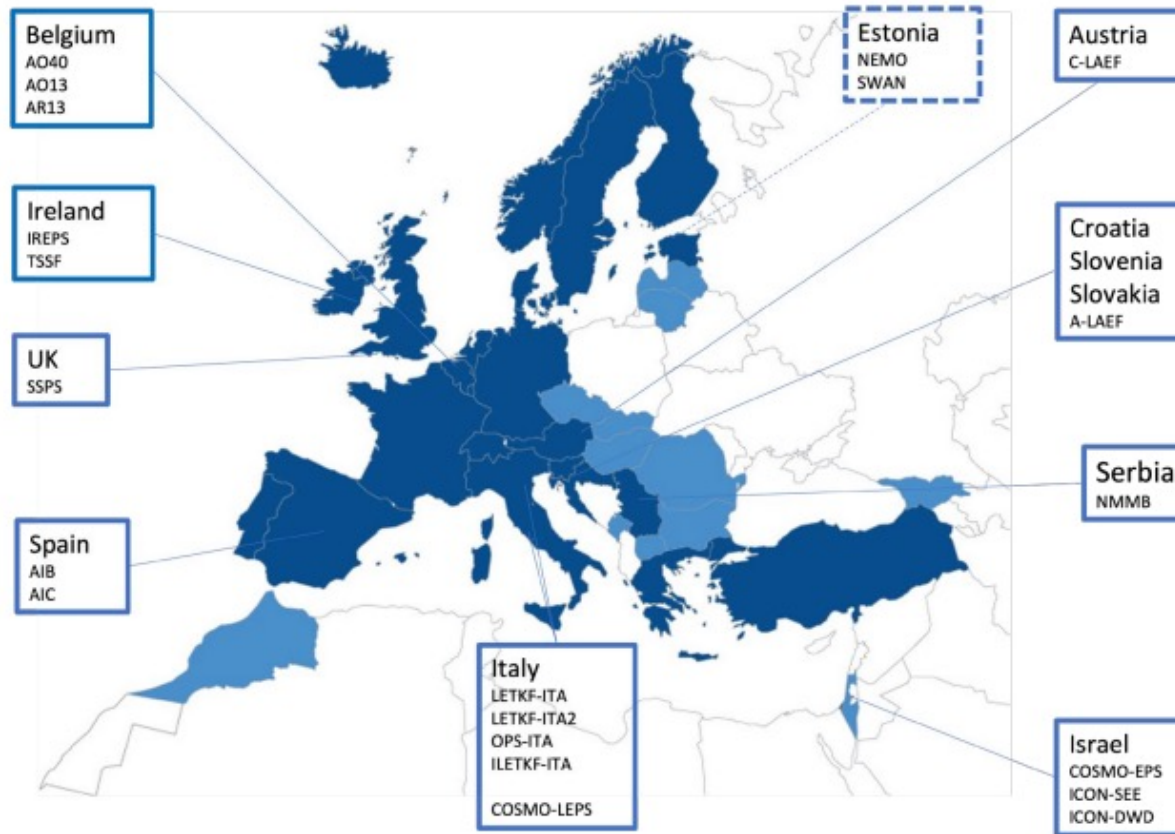 Belgium
AO40
AO13
AR13
Estonia
NEMO
SWAN
Austria
C-LAEF
Ireland
IREPS
TSSF
Croatia
Slovenia
Slovakia
A-LAEF
UK
SSPS
Serbia
NMMB
Spain
AIB
AIC
Italy
LETKF-ITA
LETKF-ITA2
OPS-ITA
ILETKF-ITA
COSMO-LEPS
Israel
COSMO-EPS
ICON-SEE
ICON-DWD